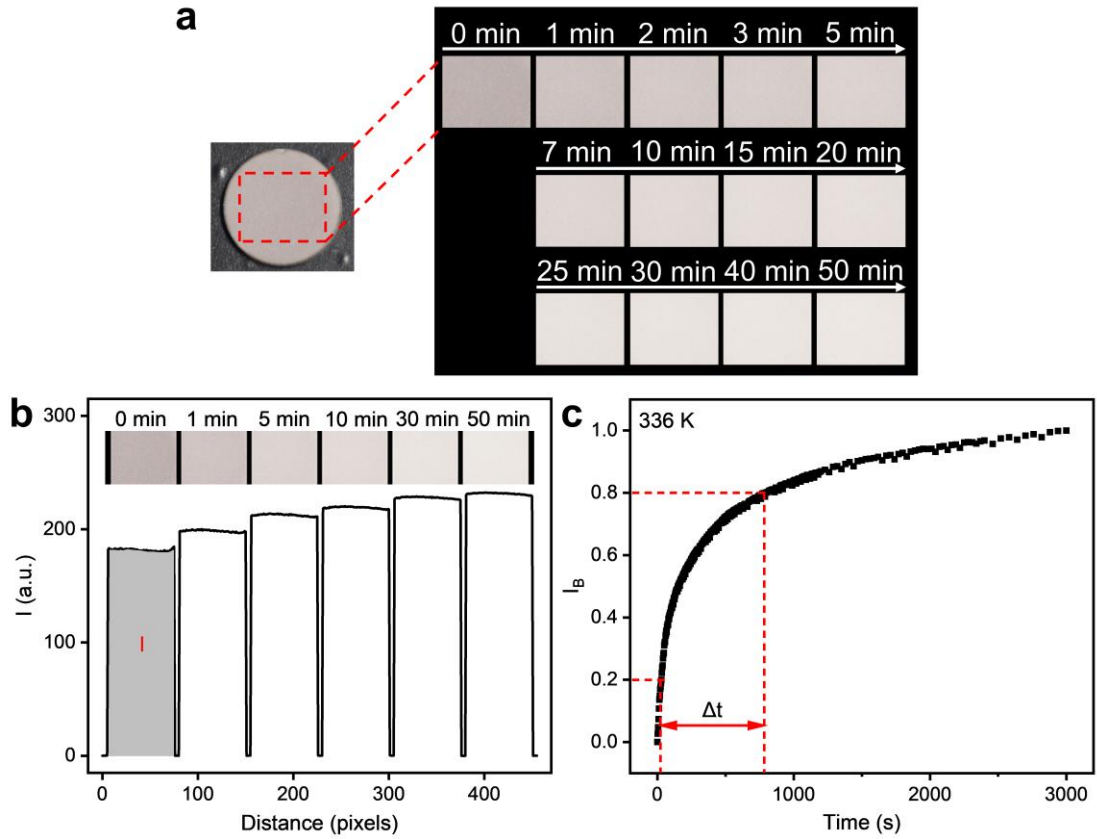 a
0 min 1 min 2 min 3 min 5 min
7 min 10 min 15 min 20 min
25 min 30 min 40 min 50 min
b
300
0 min 1 min 5 min 10 min 30 min 50 min
200
I (a.u.)
100
I
0
0 100 200 300 400
Distance (pixels)
c
336 K
1.0
0.8
0.6
I_B
0.4
0.2
Δt
0.0
0 1000 2000 3000
Time (s)